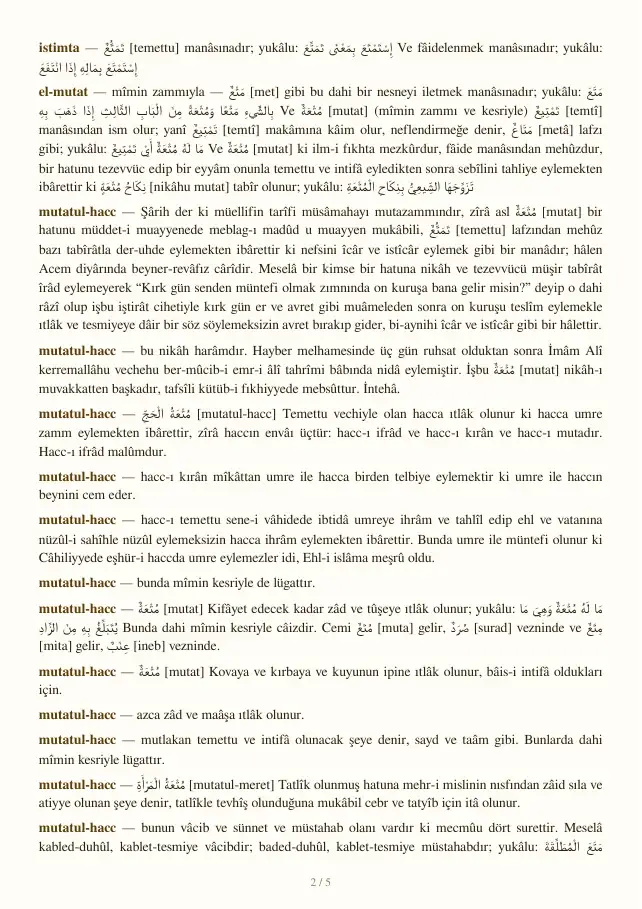 istimta — تَمَتُّعٌ [temettu] manâsınadır; yukâlu: إِسْتَمْتَعَ بِمَعْنَى تَمَتَّعَ Ve fâidelenmek manâsınadır; yukâlu:
إِسْتَمْتَعَ بِمَالِهِ إِذَا انْتَفَعَ
el-mutat — mîmin zammıyla — مَتْعٌ [met] gibi bu dahi bir nesneyi iletmek manâsınadır; yukâlu: مَتَعَ
بِالشَّيْءِ مَتْعًا وَمُتْعَةً مِنَ الْبَابِ الثَّالِثِ إِذَا ذَهَبَ بِهِ Ve مُتْعَةٌ [mutat] (mîmin zammı ve kesriyle) تَمْتِيعٌ [temtî]
manâsından ism olur; yanî تَمْتِيعٌ [temtî] makâmına kâim olur, neflendirmeğe denir, مَتَاعٌ [metâ] lafzı
gibi; yukâlu: مَا لَهُ مُتْعَةٌ أَيْ تَمْتِيعٌ Ve مُتْعَةٌ [mutat] ki ilm-i fıkhta mezkûrdur, fâide manâsından mehûzdur,
bir hatunu tezevvüc edip bir eyyâm onunla temettu ve intifâ eyledikten sonra sebîlini tahliye eylemekten
ibârettir ki نِكَاحُ مُتْعَةٍ [nikâhu mutat] tabîr olunur; yukâlu: تَزَوَّجَهَا الشِّيعِيُّ بِنِكَاحِ الْمُتْعَةِ
mutatul-hacc — Şârih der ki müellifin tarîfi müsâmahayı mutazammındır, zîrâ asl مُتْعَةٌ [mutat] bir
hatunu müddet-i muayyenede meblag-ı madûd u muayyen mukâbili, تَمَتُّعٌ [temettu] lafzından mehûz
bazı tabîrâtla der-uhde eylemekten ibârettir ki nefsini îcâr ve istîcâr eylemek gibi bir manâdır; hâlen
Acem diyârında beyner-revâfız cârîdir. Meselâ bir kimse bir hatuna nikâh ve tezevvücü müşir tabîrât
îrâd eylemeyerek “Kırk gün senden müntefi olmak zımnında on kuruşa bana gelir misin?” deyip o dahi
râzî olup işbu iştirât cihetiyle kırk gün er ve avret gibi muâmeleden sonra on kuruşu teslîm eylemekle
ıtlâk ve tesmiyeye dâir bir söz söylemeksizin avret bırakıp gider, bi-aynihi îcâr ve istîcâr gibi bir hâlettir.
mutatul-hacc — bu nikâh harâmdır. Hayber melhamesinde üç gün ruhsat olduktan sonra İmâm Alî
kerremallâhu vechehu ber-mûcib-i emr-i âlî tahrîmi bâbında nidâ eylemiştir. İşbu مُتْعَةٌ [mutat] nikâh-ı
muvakkatten başkadır, tafsîli kütüb-i fıkhiyyede mebsûttur. İntehâ.
mutatul-hacc — مُتْعَةُ الْحَجِّ [mutatul-hacc] Temettu vechiyle olan hacca ıtlâk olunur ki hacca umre
zamm eylemekten ibârettir, zîrâ haccın envâı üçtür: hacc-ı ifrâd ve hacc-ı kırân ve hacc-ı mutadır.
Hacc-ı ifrâd malûmdur.
mutatul-hacc — hacc-ı kırân mîkâttan umre ile hacca birden telbiye eylemektir ki umre ile haccın
beynini cem eder.
mutatul-hacc — hacc-ı temettu sene-i vâhidede ibtidâ umreye ihrâm ve tahlîl edip ehl ve vatanına
nüzûl-i sahîhle nüzûl eylemeksizin hacca ihrâm eylemekten ibârettir. Bunda umre ile müntefi olunur ki
Câhiliyyede eşhür-i haccda umre eylemezler idi, Ehl-i islâma meşrû oldu.
mutatul-hacc — bunda mîmin kesriyle de lügattır.
mutatul-hacc — مُتْعَةٌ [mutat] Kifâyet edecek kadar zâd ve tûşeye ıtlâk olunur; yukâlu: مَا لَهُ مُتْعَةٌ وَهِيَ مَا
يُتَبَلَّغُ بِهِ مِنَ الزَّادِ Bunda dahi mîmin kesriyle câizdir. Cemi مُتَعٌ [muta] gelir, صُرَدٌ [surad] vezninde ve مِتَعٌ
[mita] gelir, عِنَبٌ [ineb] vezninde.
mutatul-hacc — مُتْعَةٌ [mutat] Kovaya ve kırbaya ve kuyunun ipine ıtlâk olunur, bâis-i intifâ oldukları
için.
mutatul-hacc — azca zâd ve maâşa ıtlâk olunur.
mutatul-hacc — mutlakan temettu ve intifâ olunacak şeye denir, sayd ve taâm gibi. Bunlarda dahi
mîmin kesriyle lügattır.
mutatul-hacc — مُتْعَةُ الْمَرْأَةِ [mutatul-meret] Tatlîk olunmuş hatuna mehr-i mislinin nısfından zâid sıla ve
atiyye olunan şeye denir, tatlîkle tevhîş olunduğuna mukâbil cebr ve tatyîb için itâ olunur.
mutatul-hacc — bunun vâcib ve sünnet ve müstahab olanı vardır ki mecmûu dört surettir. Meselâ
kabled-duhûl, kablet-tesmiye vâcibdir; baded-duhûl, kablet-tesmiye müstahabdır; yukâlu: مَتَعَ الْمُطَلَّقَةَ
2 / 5